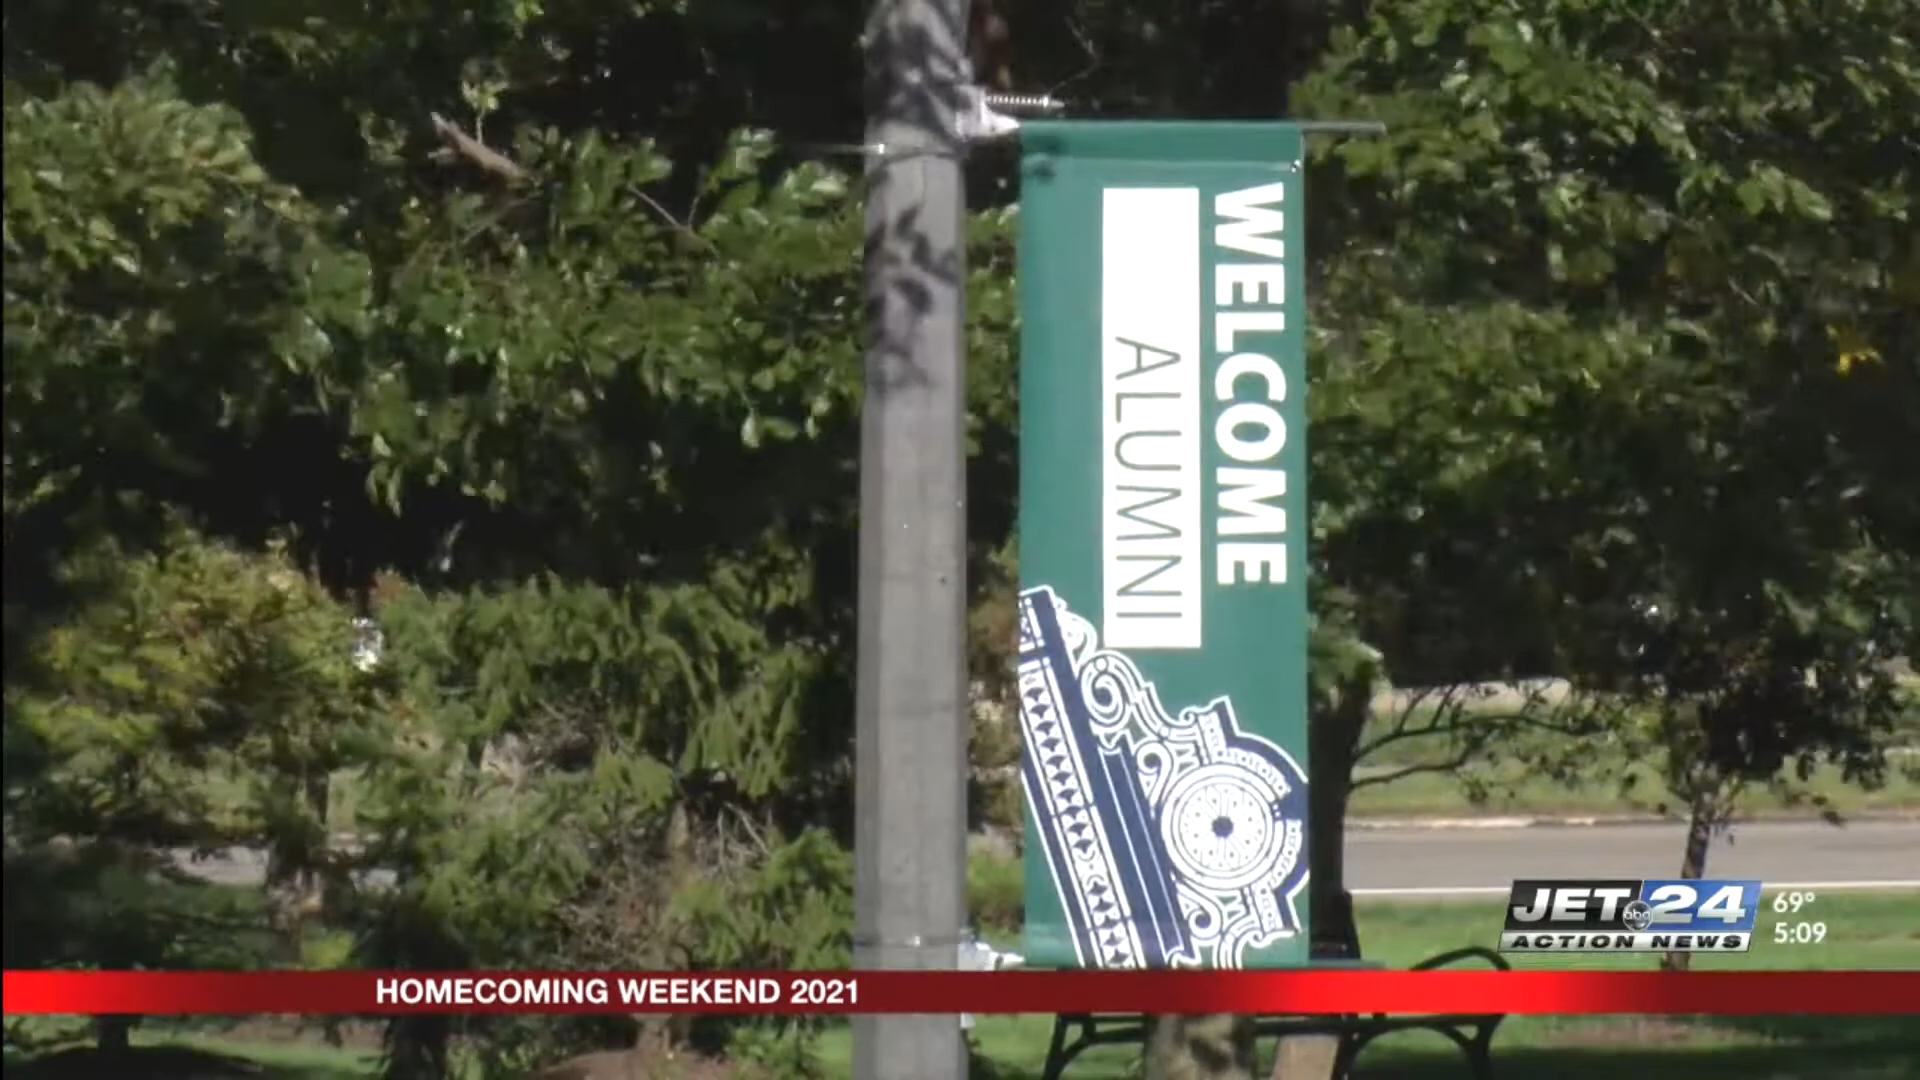 WELCOME
ALUMNI
JET abc 24
ACTION NEWS
69°
5:09
HOMECOMING WEEKEND 2021